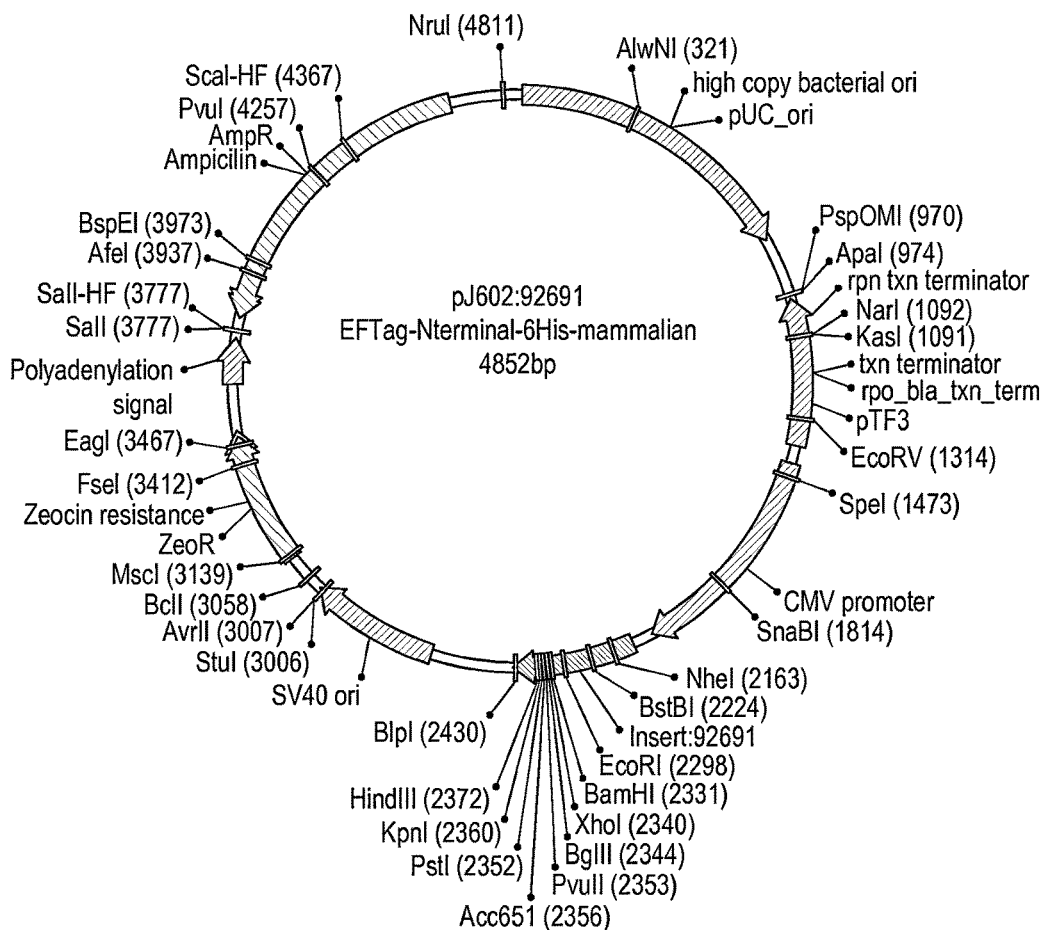 NruI (4811)
AlwNI (321)
high copy bacterial ori
pUC_ori
PspOMI (970)
ApaI (974)
rpn txn terminator
NarI (1092)
KasI (1091)
txn terminator
rpo_bla_txn_term
pTF3
EcoRV (1314)
SpeI (1473)
CMV promoter
SnaBI (1814)
NheI (2163)
BstBI (2224)
Insert:92691
EcoRI (2298)
BamHI (2331)
XhoI (2340)
BglII (2344)
PvuII (2353)
Acc651 (2356)
PstI (2352)
KpnI (2360)
HindIII (2372)
BlpI (2430)
SV40 ori
StuI (3006)
AvrII (3007)
BclI (3058)
MscI (3139)
ZeoR
Zeocin resistance
FseI (3412)
EagI (3467)
Polyadenylation
signal
SalI (3777)
SalI-HF (3777)
AfeI (3937)
BspEI (3973)
Ampicilin
AmpR
PvuI (4257)
ScaI-HF (4367)
pJ602:92691
EFTag-Nterminal-6His-mammalian
4852bp